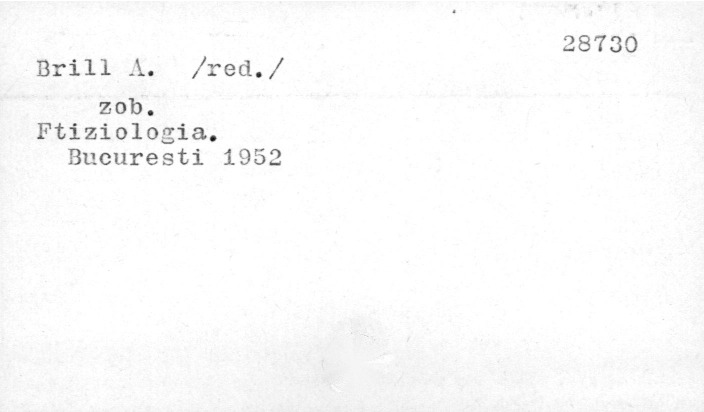 28730
Brill A. /red./
zob.
Ftiziologia.
Bucuresti 1952